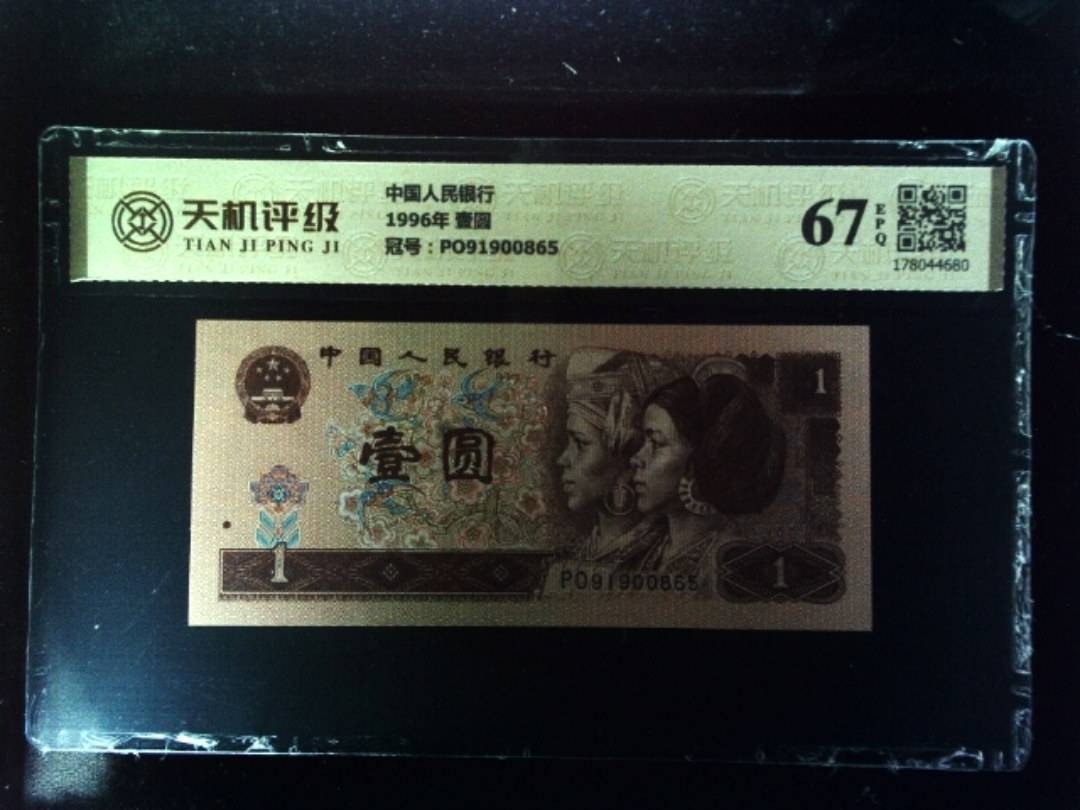 天机评级
TIAN JI PING JI
中国人民银行
1996年 壹圆
冠号：PO91900865
67
EPQ
178044680
中国人民银行
1
壹圆
1
PO91900865
1